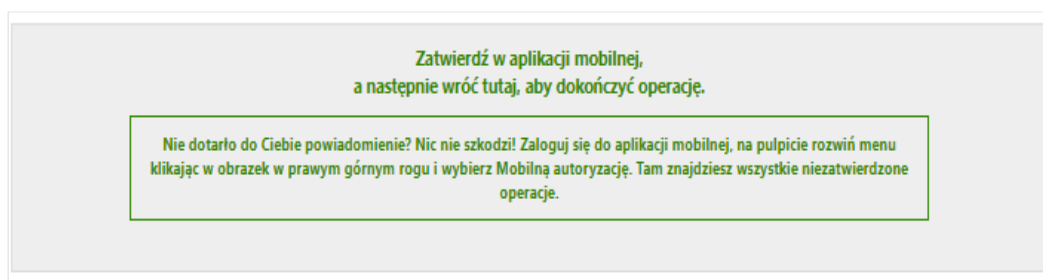 Zatwierdź w aplikacji mobilnej,
a następnie wróć tutaj, aby dokończyć operację.
Nie dotarło do Ciebie powiadomienie? Nic nie szkodzi! Zaloguj się do aplikacji mobilnej, na pulpicie rozwiń menu
klikając w obrazek w prawym górnym rogu i wybierz Mobilną autoryzację. Tam znajdziesz wszystkie niezatwierdzone
operacje.